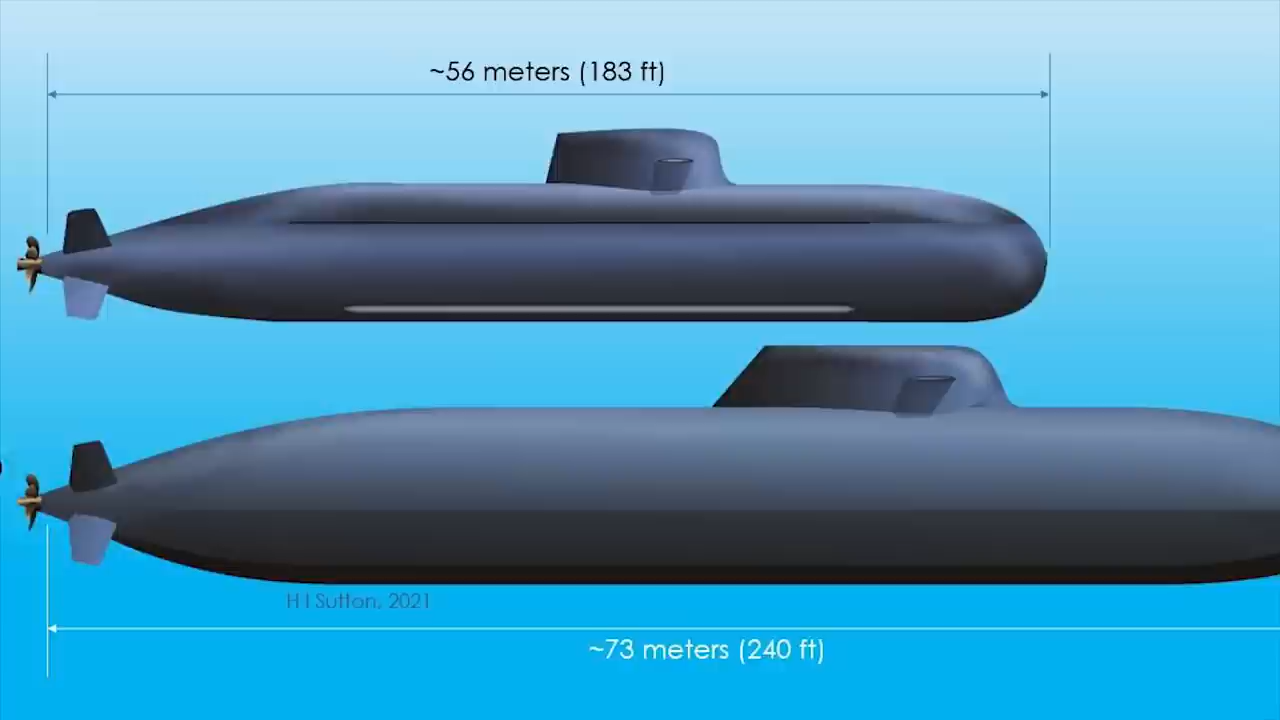 ~56 meters (183 ft)
H I Sutton, 2021
~73 meters (240 ft)